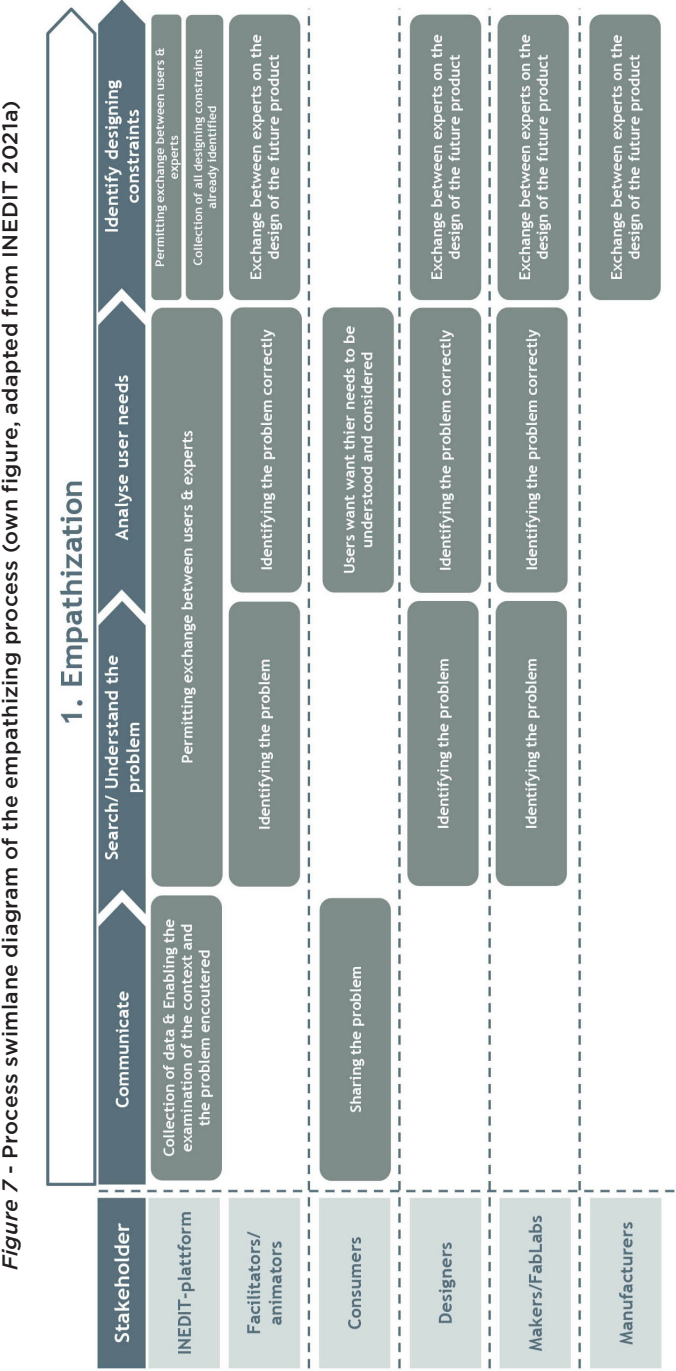 Figure 7 - Process swimlane diagram of the empathizing process (own figure, adapted from INEDIT 2021a)
1. Empathization
Stakeholder
Communicate
Search/ Understand the
problem
Analyse user needs
Identify designing
constraints
INEDIT-plattform
Collection of data & Enabling the
examination of the context and
the problem encoutered
Permitting exchange between users & experts
Permitting exchange between users &
experts
Collection of all designing constraints
already identified
Facilitators/
animators
Identifying the problem
Identifying the problem correctly
Exchange between experts on the
design of the future product
Consumers
Sharing the problem
Users want want thier needs to be
understood and considered
Designers
Identifying the problem
Identifying the problem correctly
Exchange between experts on the
design of the future product
Makers/FabLabs
Identifying the problem
Identifying the problem correctly
Exchange between experts on the
design of the future product
Manufacturers
Exchange between experts on the
design of the future product